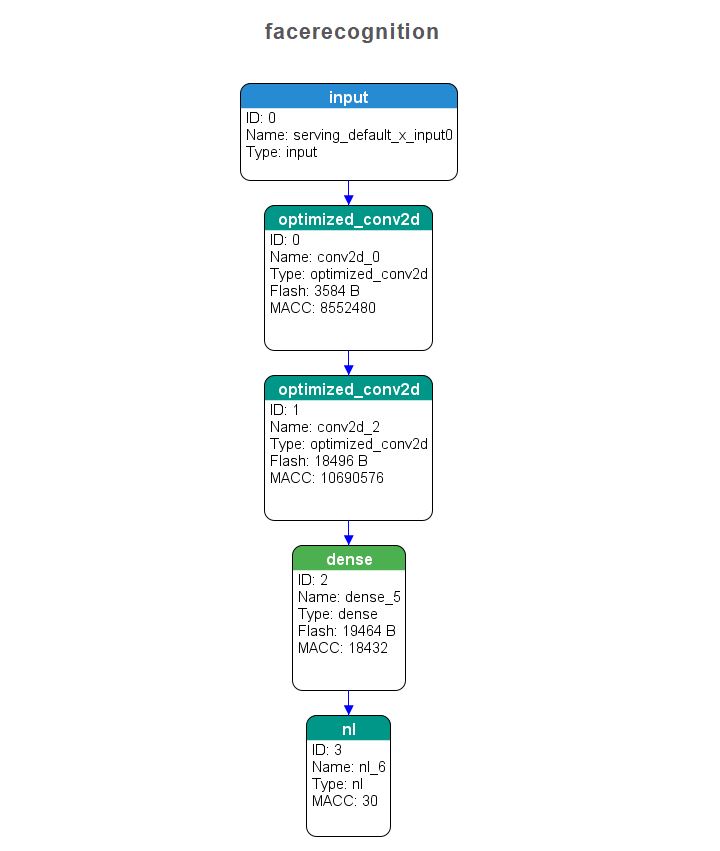 facerecognition
input
ID: 0
Name: serving_default_x_input0
Type: input
optimized_conv2d
ID: 0
Name: conv2d_0
Type: optimized_conv2d
Flash: 3584 B
MACC: 8552480
optimized_conv2d
ID: 1
Name: conv2d_2
Type: optimized_conv2d
Flash: 18496 B
MACC: 10690576
dense
ID: 2
Name: dense_5
Type: dense
Flash: 19464 B
MACC: 18432
nl
ID: 3
Name: nl_6
Type: nl
MACC: 30